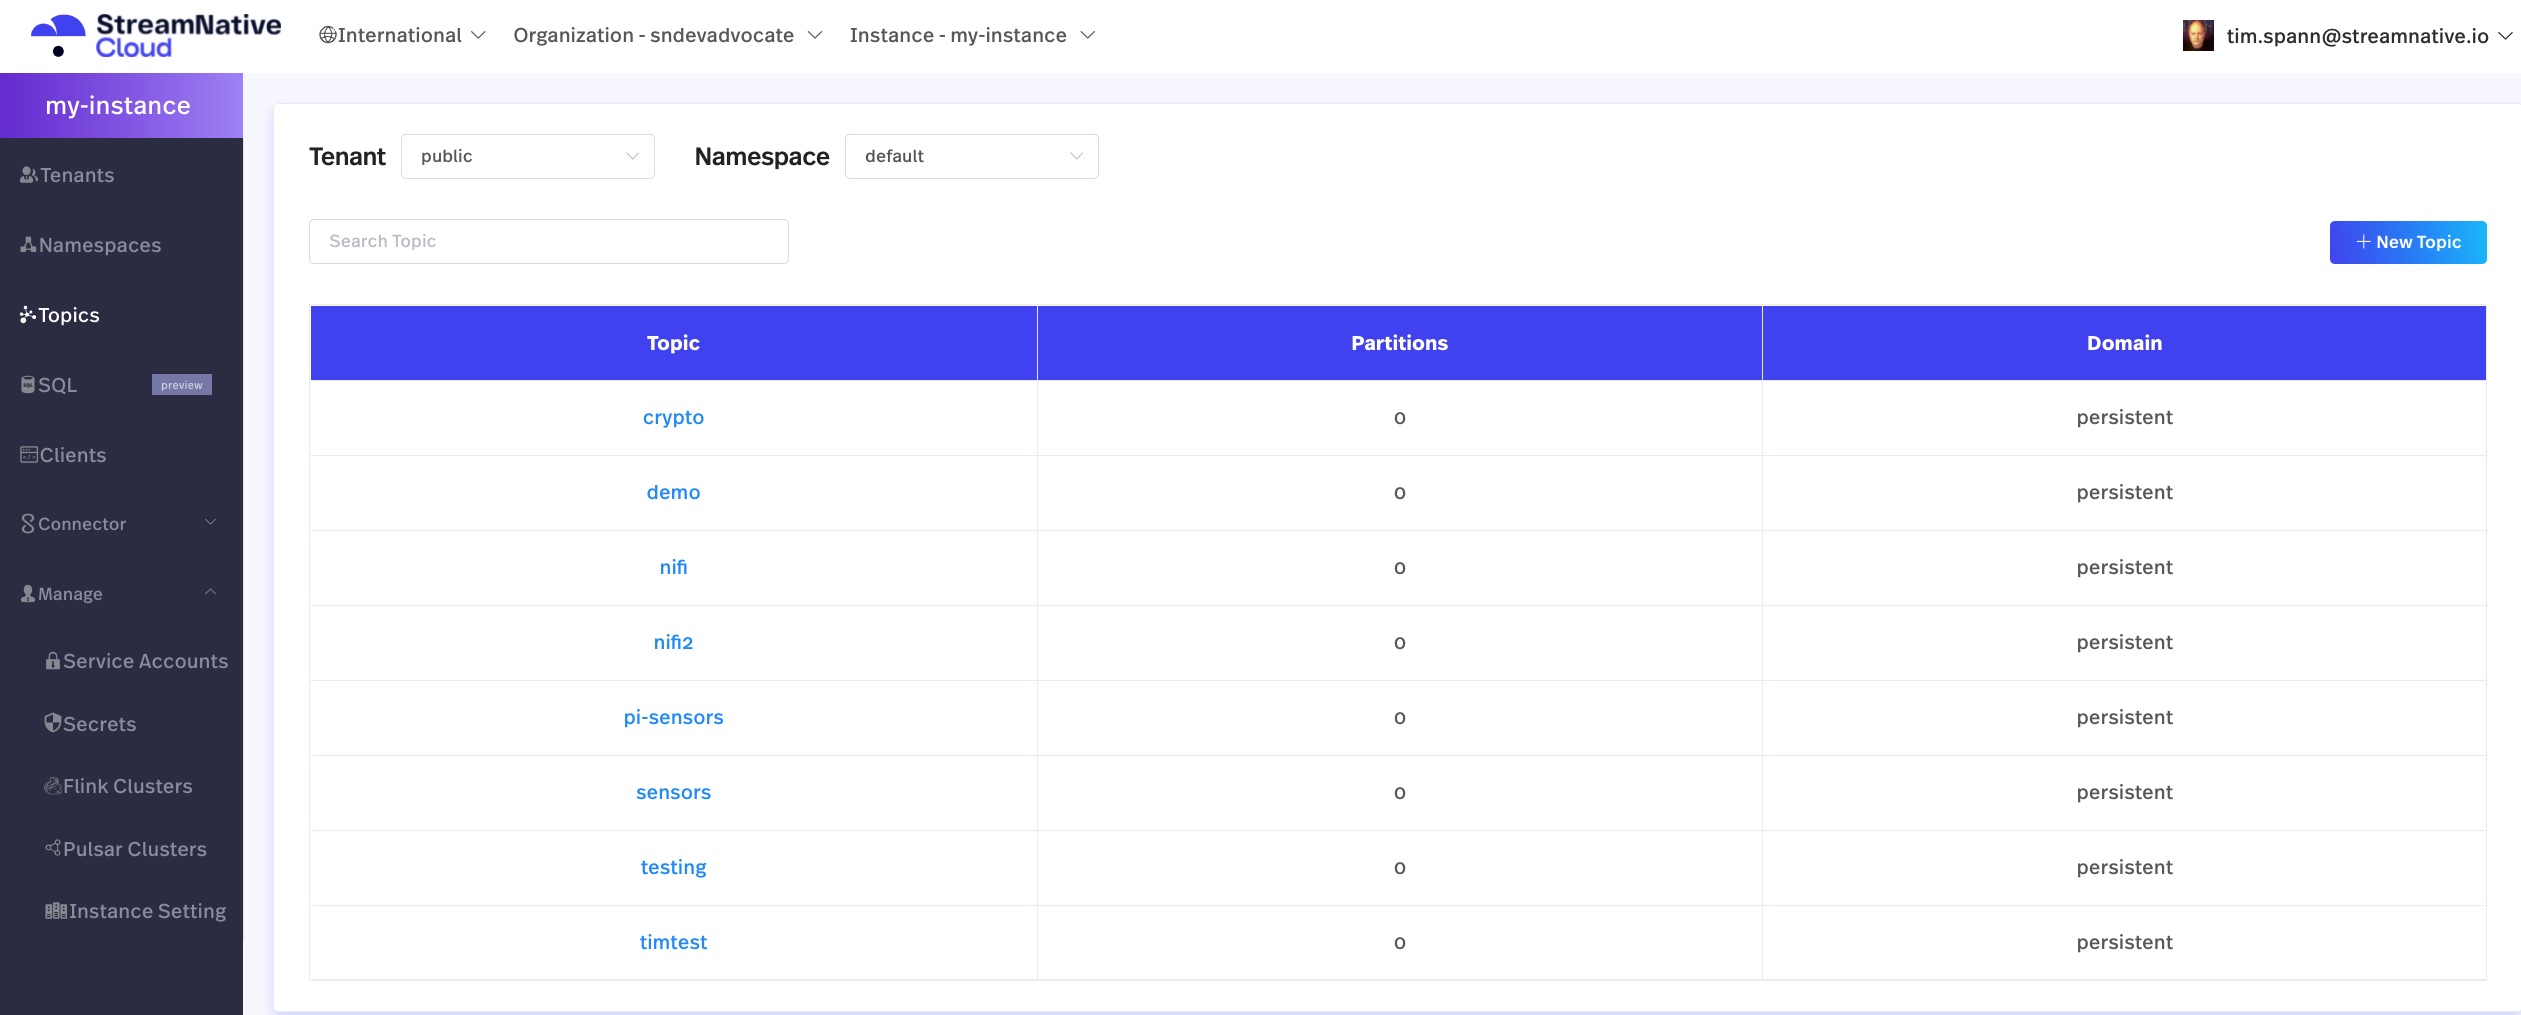 StreamNative
Cloud
International
Organization - sndevadvocate
Instance - my-instance
tim.spann@streamnative.io
my-instance
Tenants
Namespaces
Topics
SQL
preview
Clients
Connector
Manage
Service Accounts
Secrets
Flink Clusters
Pulsar Clusters
Instance Setting
Tenant
public
Namespace
default
Search Topic
New Topic
Topic Partitions Domain
crypto 0 persistent
demo 0 persistent
nifi 0 persistent
nifi2 0 persistent
pi-sensors 0 persistent
sensors 0 persistent
testing 0 persistent
timtest 0 persistent